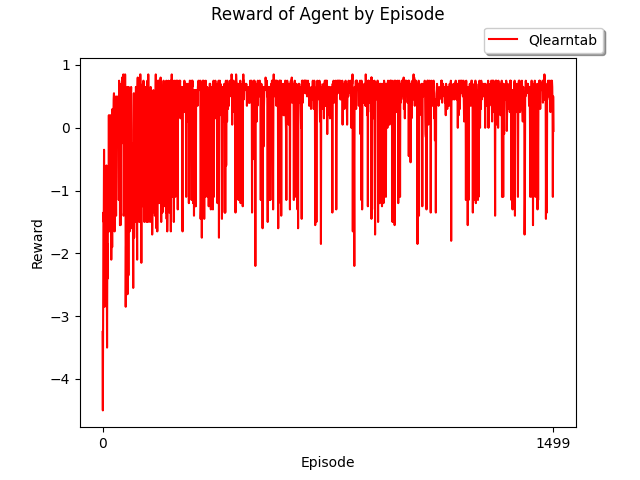 Reward of Agent by Episode
Qlearntab
1
0
−1
−2
−3
−4
Reward
0 1499
Episode